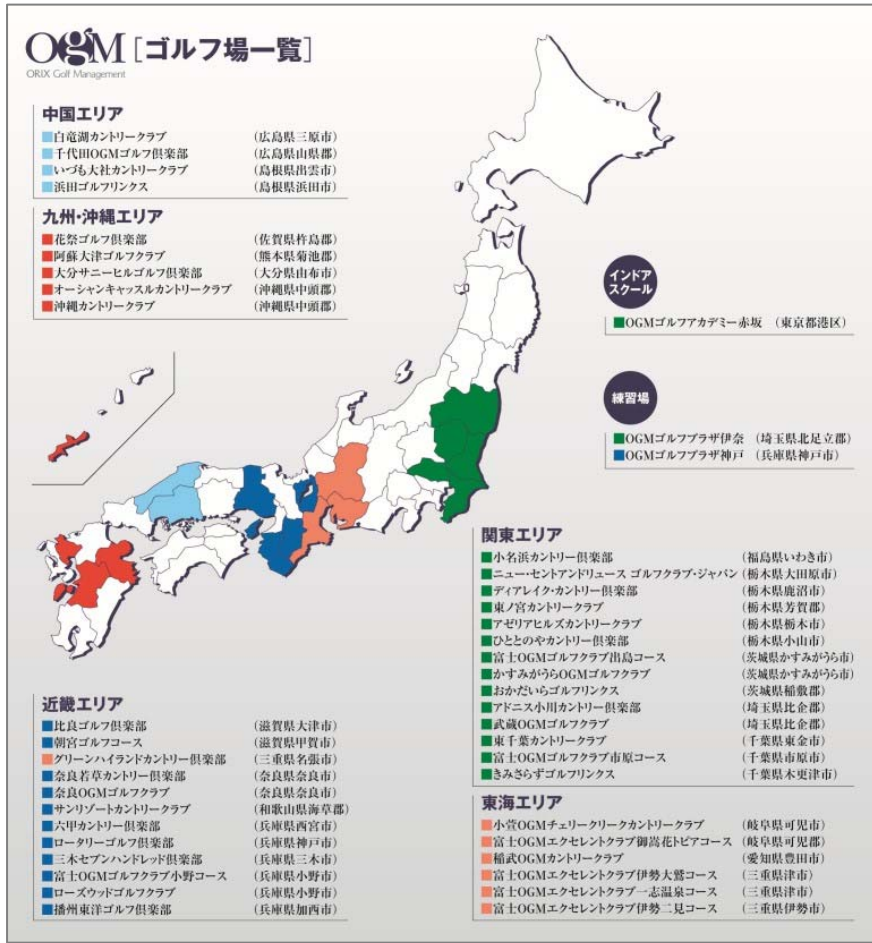 OGM [ゴルフ場一覧]
ORIX Golf Management
中国エリア
白竜湖カントリークラブ (広島県三原市)
千代田OGMゴルフ倶楽部 (広島県山県郡)
いづも大社カントリークラブ (島根県出雲市)
浜田ゴルフリンクス (島根県浜田市)
九州・沖縄エリア
花祭ゴルフ倶楽部 (佐賀県杵島郡)
阿蘇大津ゴルフクラブ (熊本県菊池郡)
大分サニーヒルゴルフ倶楽部 (大分県由布市)
オーシャンキャッスルカントリークラブ (沖縄県中頭郡)
沖縄カントリークラブ (沖縄県中頭郡)
インドア
スクール
OGMゴルフアカデミー赤坂 (東京都港区)
練習場
OGMゴルフプラザ伊奈 (埼玉県北足立郡)
OGMゴルフプラザ神戸 (兵庫県神戸市)
関東エリア
小名浜カントリー倶楽部 (福島県いわき市)
ニュー・セントアンドリュース ゴルフクラブ・ジャパン (栃木県大田原市)
ディアレイク・カントリー倶楽部 (栃木県鹿沼市)
東ノ宮カントリークラブ (栃木県芳賀郡)
アゼリアヒルズカントリークラブ (栃木県栃木市)
ひととのやカントリー倶楽部 (栃木県小山市)
富士OGMゴルフクラブ出島コース (茨城県かすみがうら市)
かすみがうらOGMゴルフクラブ (茨城県かすみがうら市)
おかだいらゴルフリンクス (茨城県稲敷郡)
アドニス小川カントリー倶楽部 (埼玉県比企郡)
武蔵OGMゴルフクラブ (埼玉県比企郡)
東千葉カントリークラブ (千葉県東金市)
富士OGMゴルフクラブ市原コース (千葉県市原市)
きみさらずゴルフリンクス (千葉県木更津市)
近畿エリア
比良ゴルフ倶楽部 (滋賀県大津市)
朝宮ゴルフコース (滋賀県甲賀市)
グリーンハイランドカントリー倶楽部 (三重県名張市)
奈良若草カントリー倶楽部 (奈良県奈良市)
奈良OGMゴルフクラブ (奈良県奈良市)
サンリゾートカントリークラブ (和歌山県海草郡)
六甲カントリー倶楽部 (兵庫県西宮市)
ロータリーゴルフ倶楽部 (兵庫県神戸市)
三木セブンハンドレッド倶楽部 (兵庫県三木市)
富士OGMゴルフクラブ小野コース (兵庫県小野市)
ローズウッドゴルフクラブ (兵庫県小野市)
播州東洋ゴルフ倶楽部 (兵庫県加西市)
東海エリア
小萱OGMチェリークリークカントリークラブ (岐阜県可児市)
富士OGMエクセレントクラブ御嵩花トピアコース (岐阜県可児郡)
稲武OGMカントリークラブ (愛知県豊田市)
富士OGMエクセレントクラブ伊勢大鷲コース (三重県津市)
富士OGMエクセレントクラブ一志温泉コース (三重県津市)
富士OGMエクセレントクラブ伊勢二見コース (三重県伊勢市)